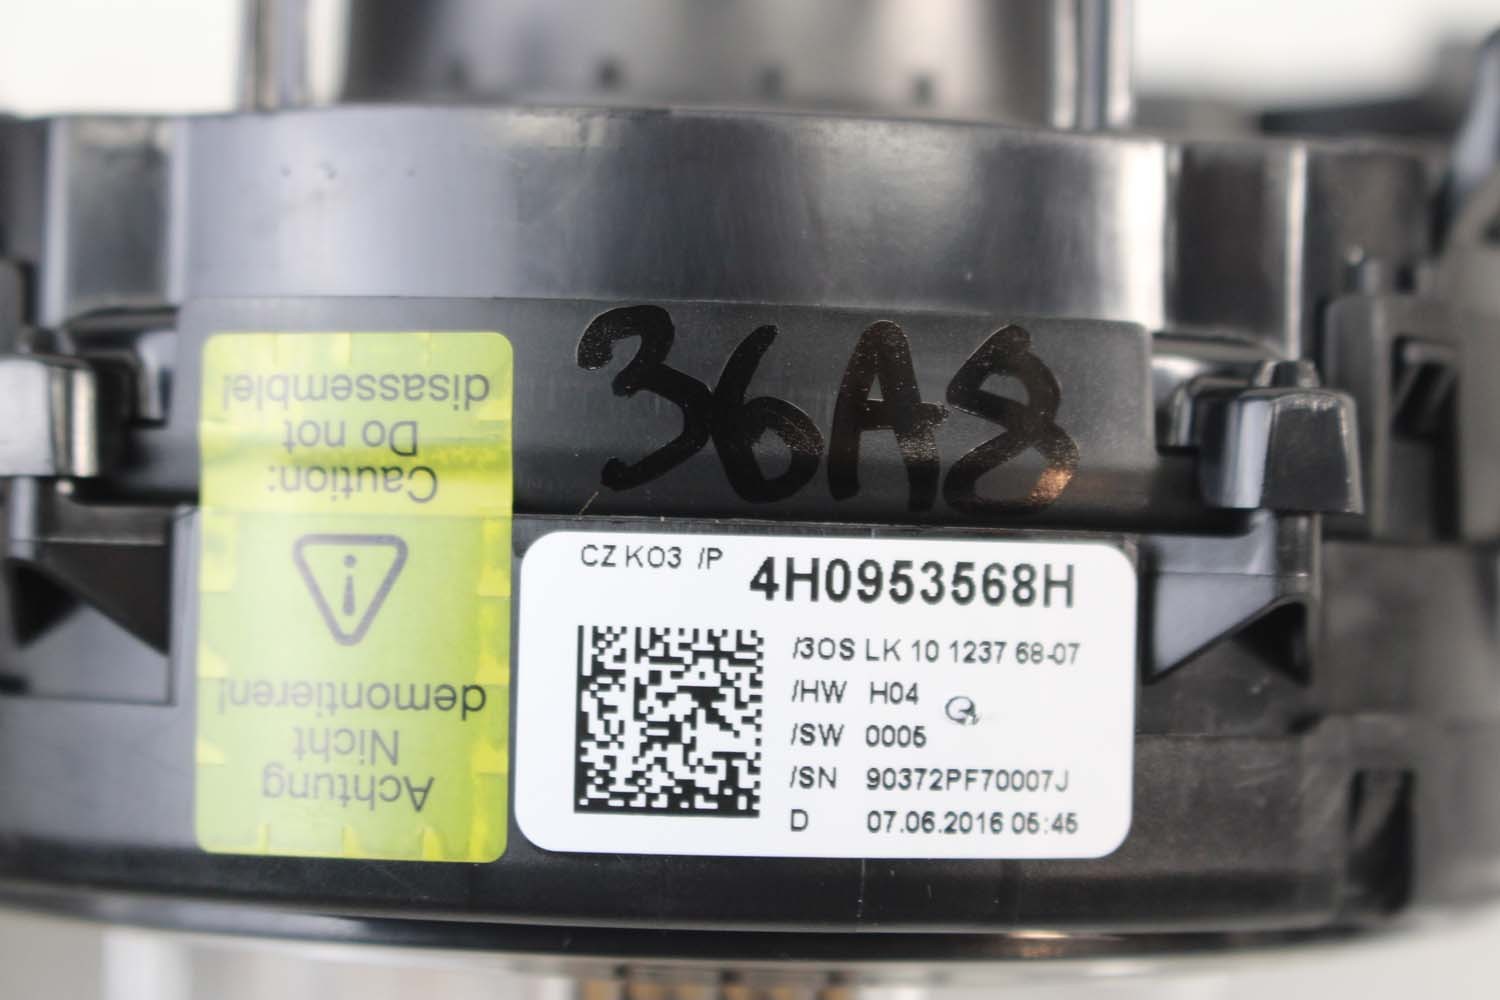 36A8
Achtung
Nicht
demontieren!
Caution:
Do not
disassemble!
CZ K03 /P 4H0953568H
/3OS LK 10 1237 68-07
/HW H04
/SW 0005
/SN 90372PF70007J
D 07.06.2016 05:45